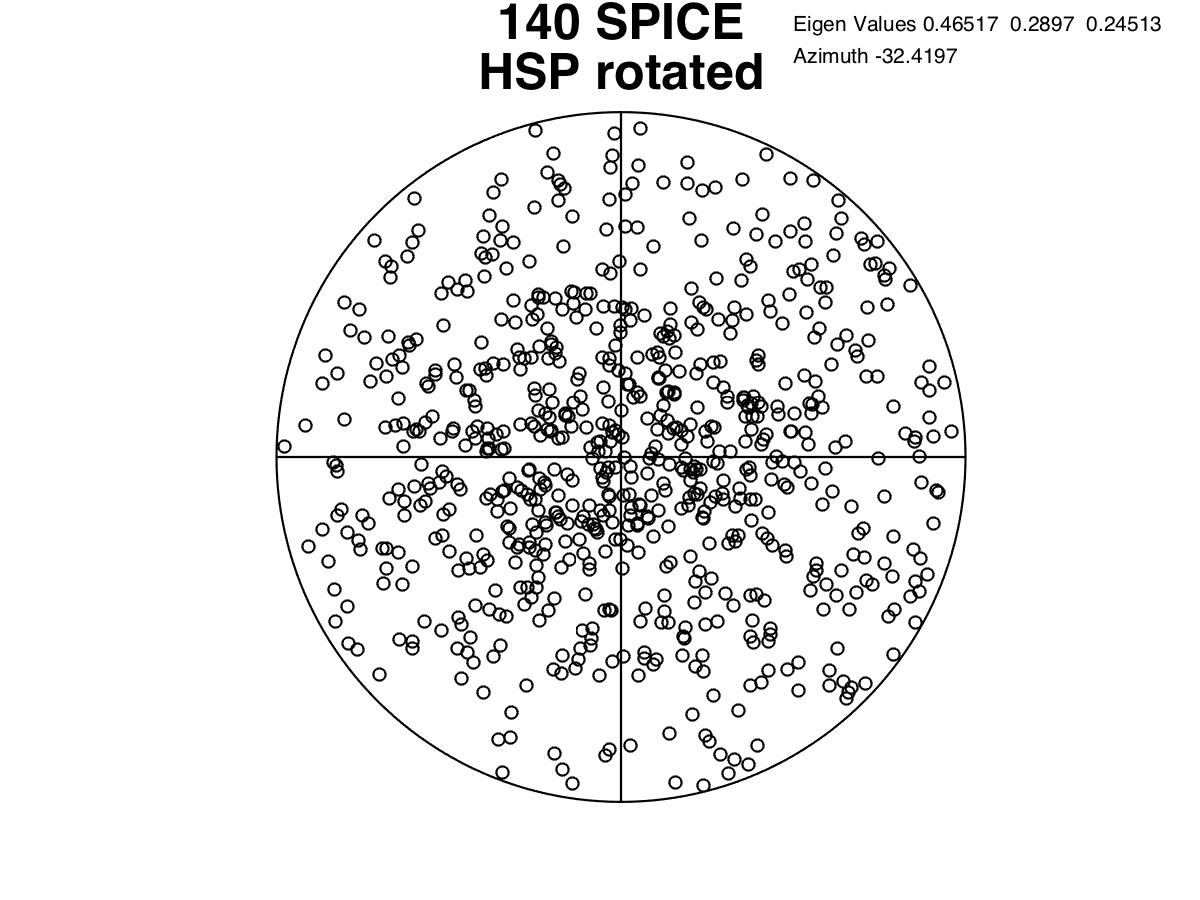 140 SPICE
HSP rotated
Eigen Values 0.46517  0.2897  0.24513
Azimuth -32.4197